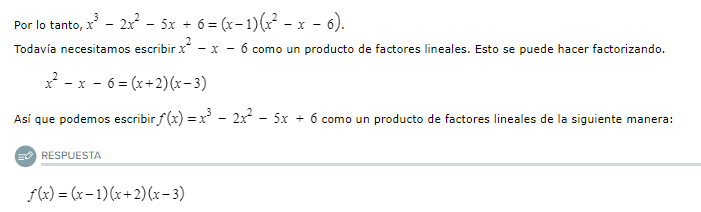 Por lo tanto, x³ − 2x² − 5x + 6 = (x−1)(x² − x − 6).
Todavía necesitamos escribir x² − x − 6 como un producto de factores lineales. Esto se puede hacer factorizando.
x² − x − 6 = (x+2)(x−3)
Así que podemos escribir f(x) = x³ − 2x² − 5x + 6 como un producto de factores lineales de la siguiente manera:
RESPUESTA
f(x) = (x−1)(x+2)(x−3)